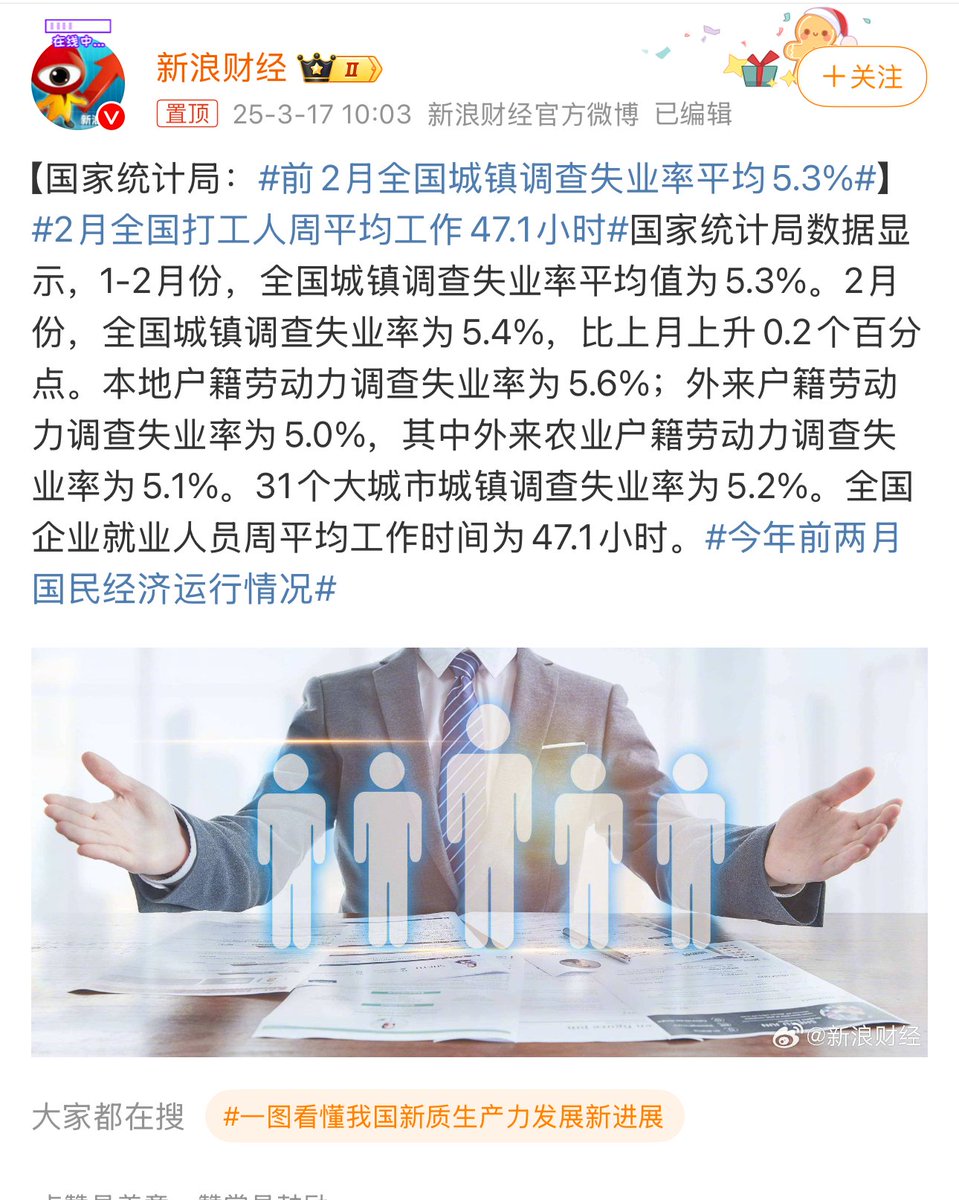 在线中...
新浪财经 II
+关注
置顶 25-3-17 10:03 新浪财经官方微博 已编辑
【国家统计局：#前2月全国城镇调查失业率平均5.3%#】
#2月全国打工人周平均工作47.1小时#国家统计局数据显
示，1-2月份，全国城镇调查失业率平均值为5.3%。2月
份，全国城镇调查失业率为5.4%，比上月上升0.2个百分
点。本地户籍劳动力调查失业率为5.6%；外来户籍劳动
力调查失业率为5.0%，其中外来农业户籍劳动力调查失
业率为5.1%。31个大城市城镇调查失业率为5.2%。全国
企业就业人员周平均工作时间为47.1小时。#今年前两月
国民经济运行情况#
@新浪财经
大家都在搜 #一图看懂我国新质生产力发展新进展